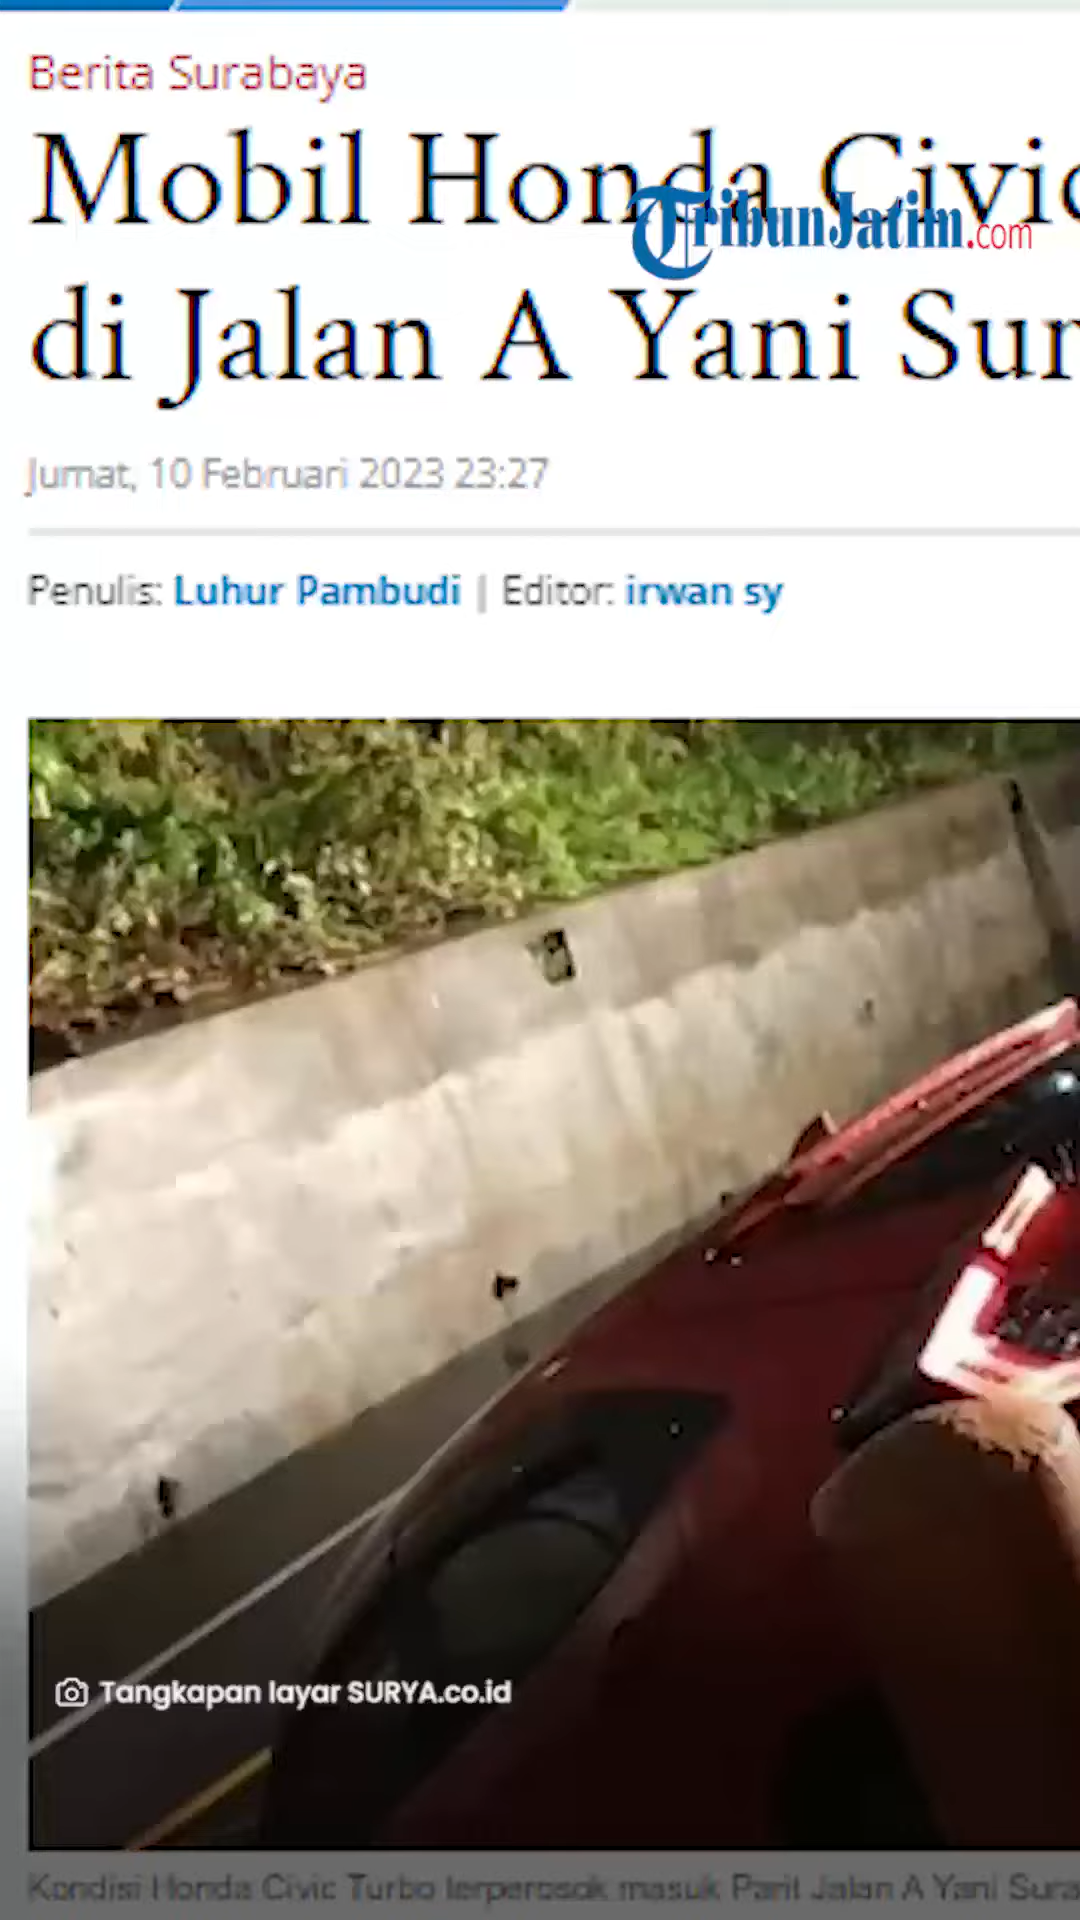 Berita Surabaya
Mobil Honda Civic
TribunJatim.com
di Jalan A Yani Sur
Jumat, 10 Februari 2023 23:27
Penulis: Luhur Pambudi | Editor: irwan sy
Tangkapan layar SURYA.co.id
Kondisi Honda Civic Turbo terperosok masuk Parit Jalan A Yani Sura